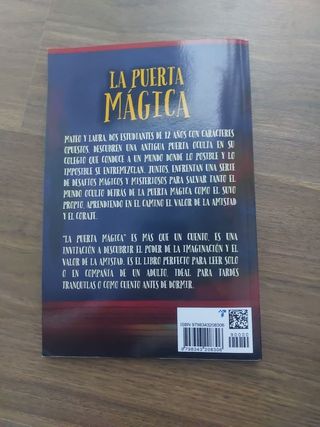 LA PUERTA
MÁGICA
MATEO Y LAURA, DOS ESTUDIANTES DE 12 AÑOS CON CARACTERES
OPUESTOS, DESCUBREN UNA ANTIGUA PUERTA OCULTA EN SU
COLEGIO QUE CONDUCE A UN MUNDO DONDE LO POSIBLE Y LO
IMPOSIBLE SE ENTREMEZCLAN. JUNTOS, ENFRENTAN UNA SERIE
DE DESAFÍOS MÁGICOS Y MISTERIOSOS PARA SALVAR TANTO EL
MUNDO OCULTO DETRÁS DE LA PUERTA MÁGICA COMO EL SUYO
PROPIO, APRENDIENDO EN EL CAMINO EL VALOR DE LA AMISTAD
Y EL CORAJE.
"LA PUERTA MÁGICA" ES MÁS QUE UN CUENTO, ES UNA
INVITACIÓN A DESCUBRIR EL PODER DE LA IMAGINACIÓN Y EL
VALOR DE LA AMISTAD. ES EL LIBRO PERFECTO PARA LEER SOLO
O EN COMPAÑÍA DE UN ADULTO, IDEAL PARA TARDES
TRANQUILAS O COMO CUENTO ANTES DE DORMIR.
ISBN 9798343208306
90000
9 798343 208306